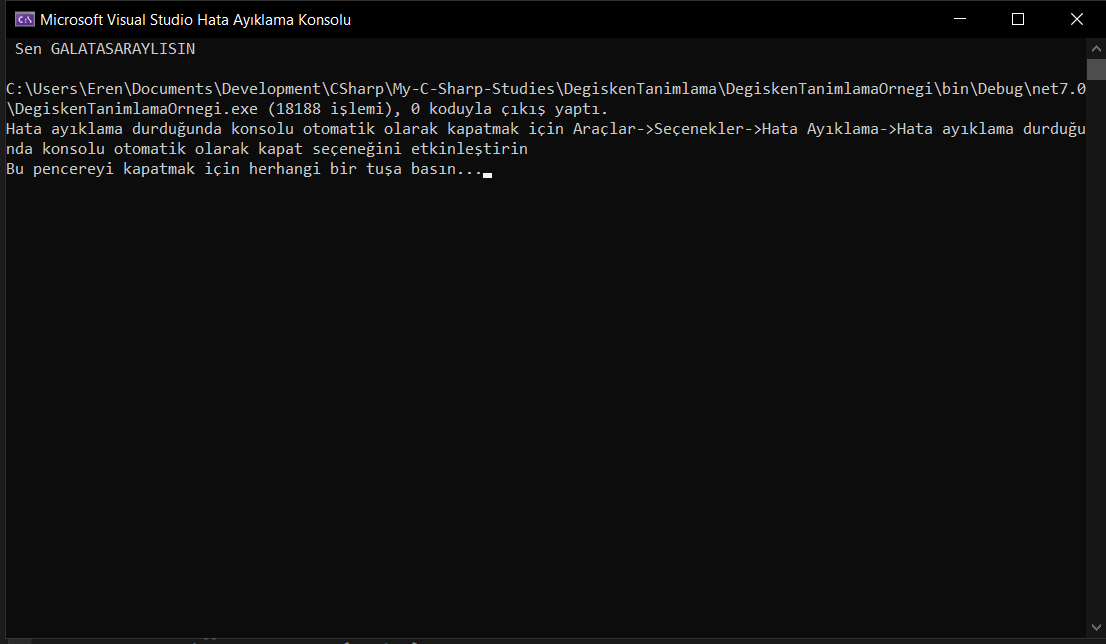 Microsoft Visual Studio Hata Ayıklama Konsolu
Sen GALATASARAYLISIN
C:\Users\Eren\Documents\Development\CSharp\My-C-Sharp-Studies\DegiskenTanimlama\DegiskenTanimlamaOrnegi\bin\Debug\net7.0
\DegiskenTanimlamaOrnegi.exe (18188 işlemi), 0 koduyla çıkış yaptı.
Hata ayıklama durduğunda konsolu otomatik olarak kapatmak için Araçlar->Seçenekler->Hata Ayıklama->Hata ayıklama durduğu
nda konsolu otomatik olarak kapat seçeneğini etkinleştirin
Bu pencereyi kapatmak için herhangi bir tuşa basın...